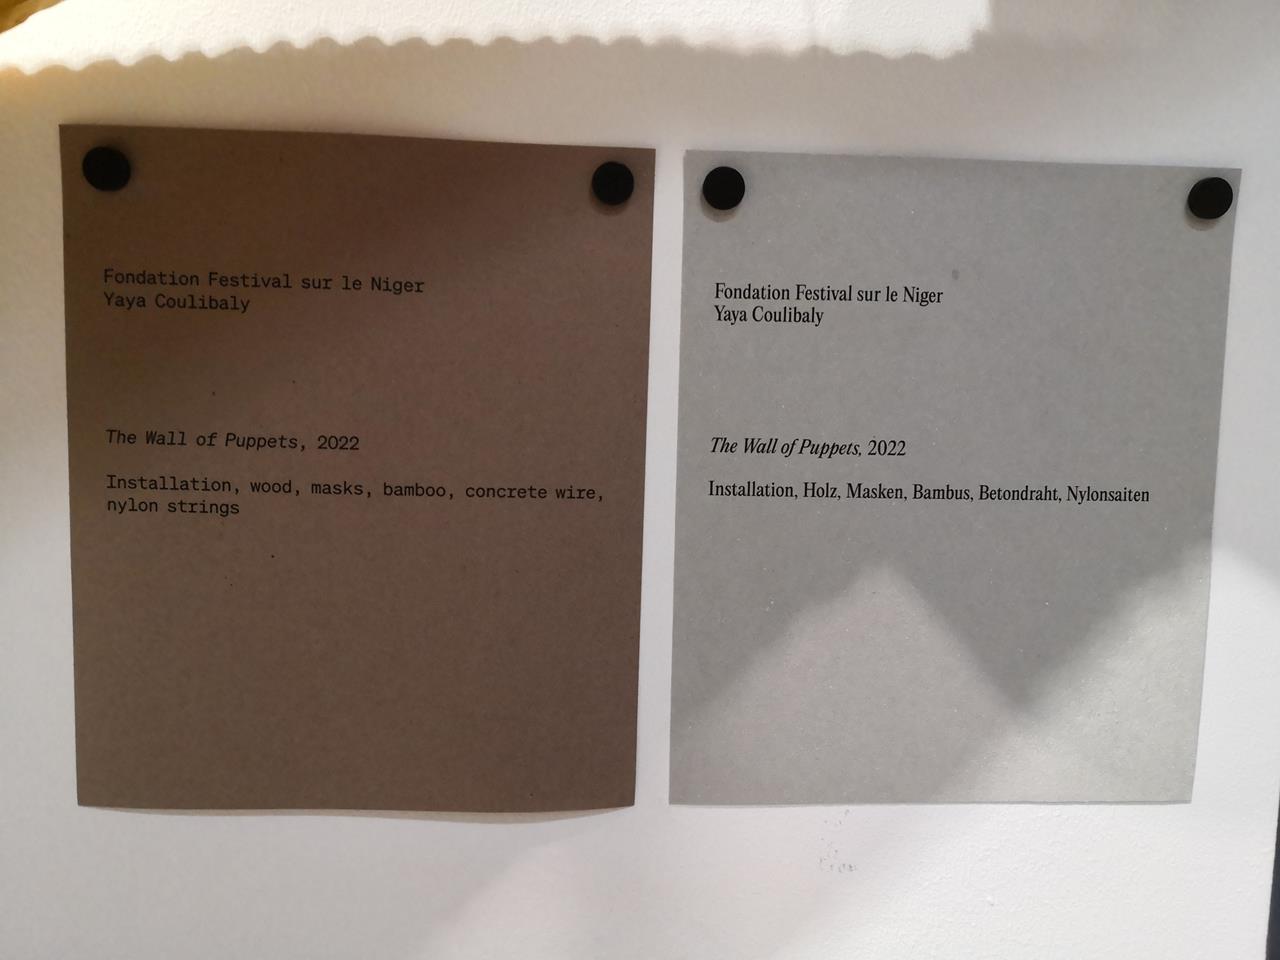 Fondation Festival sur le Niger
Yaya Coulibaly
The Wall of Puppets, 2022
Installation, wood, masks, bamboo, concrete wire,
nylon strings
Fondation Festival sur le Niger
Yaya Coulibaly
The Wall of Puppets, 2022
Installation, Holz, Masken, Bambus, Betondraht, Nylonsaiten